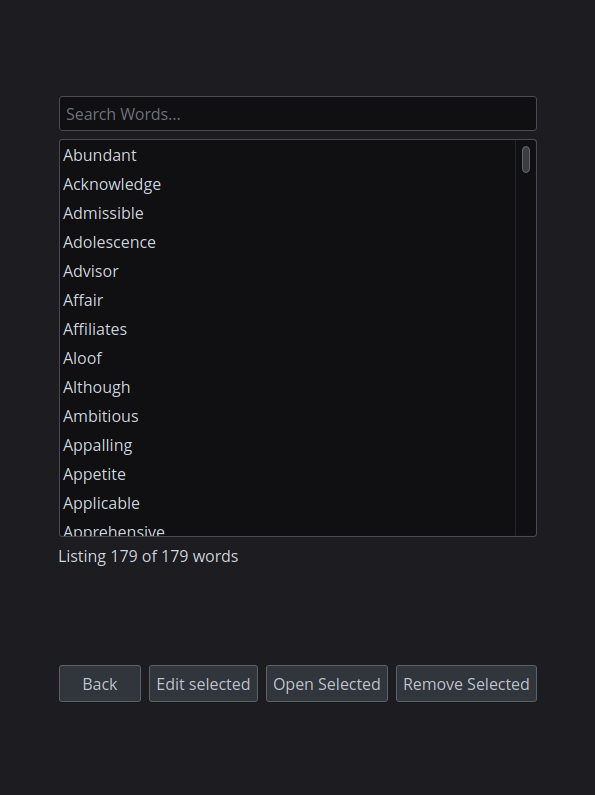 Search Words...
Abundant
Acknowledge
Admissible
Adolescence
Advisor
Affair
Affiliates
Aloof
Although
Ambitious
Appalling
Appetite
Applicable
Apprehensive
Listing 179 of 179 words
Back Edit selected Open Selected Remove Selected